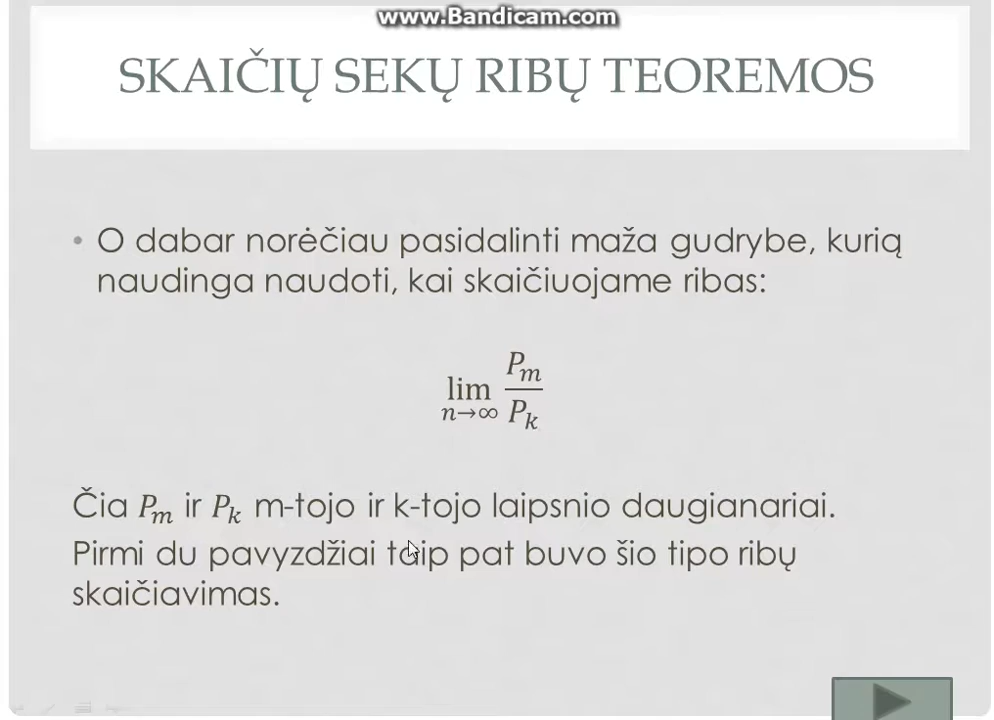 www.Bandicam.com
SKAIČIŲ SEKŲ RIBŲ TEOREMOS
• O dabar norėčiau pasidalinti maža gudrybe, kurią
naudinga naudoti, kai skaičiuojame ribas:
lim_{n→∞} P_m / P_k
Čia P_m ir P_k m-tojo ir k-tojo laipsnio daugianariai.
Pirmi du pavyzdžiai taip pat buvo šio tipo ribų
skaičiavimas.